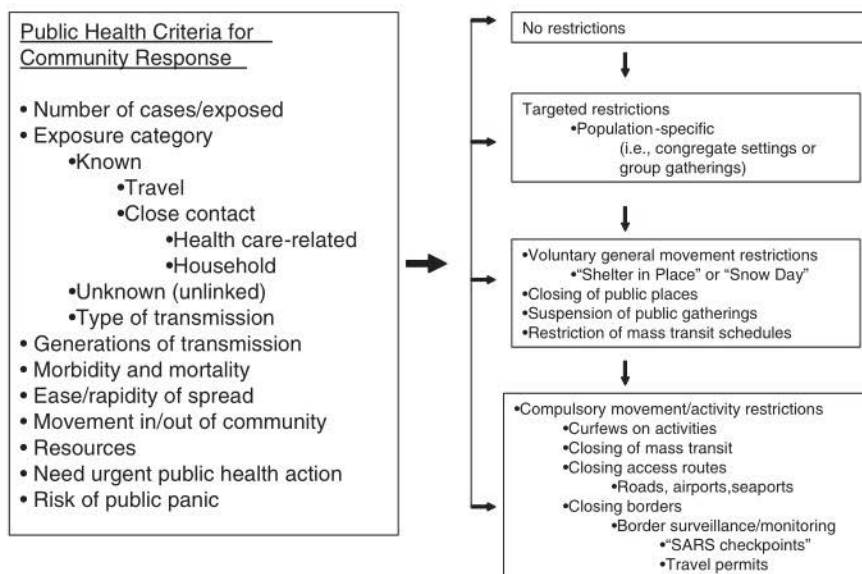 Public Health Criteria for
Community Response
• Number of cases/exposed
• Exposure category
•Known
•Travel
•Close contact
•Health care-related
•Household
•Unknown (unlinked)
•Type of transmission
• Generations of transmission
• Morbidity and mortality
• Ease/rapidity of spread
• Movement in/out of community
• Resources
• Need urgent public health action
• Risk of public panic
No restrictions
Targeted restrictions
•Population-specific
(i.e., congregate settings or
group gatherings)
•Voluntary general movement restrictions
•“Shelter in Place” or “Snow Day”
•Closing of public places
•Suspension of public gatherings
•Restriction of mass transit schedules
•Compulsory movement/activity restrictions
•Curfews on activities
•Closing of mass transit
•Closing access routes
•Roads, airports,seaports
•Closing borders
•Border surveillance/monitoring
•“SARS checkpoints”
•Travel permits